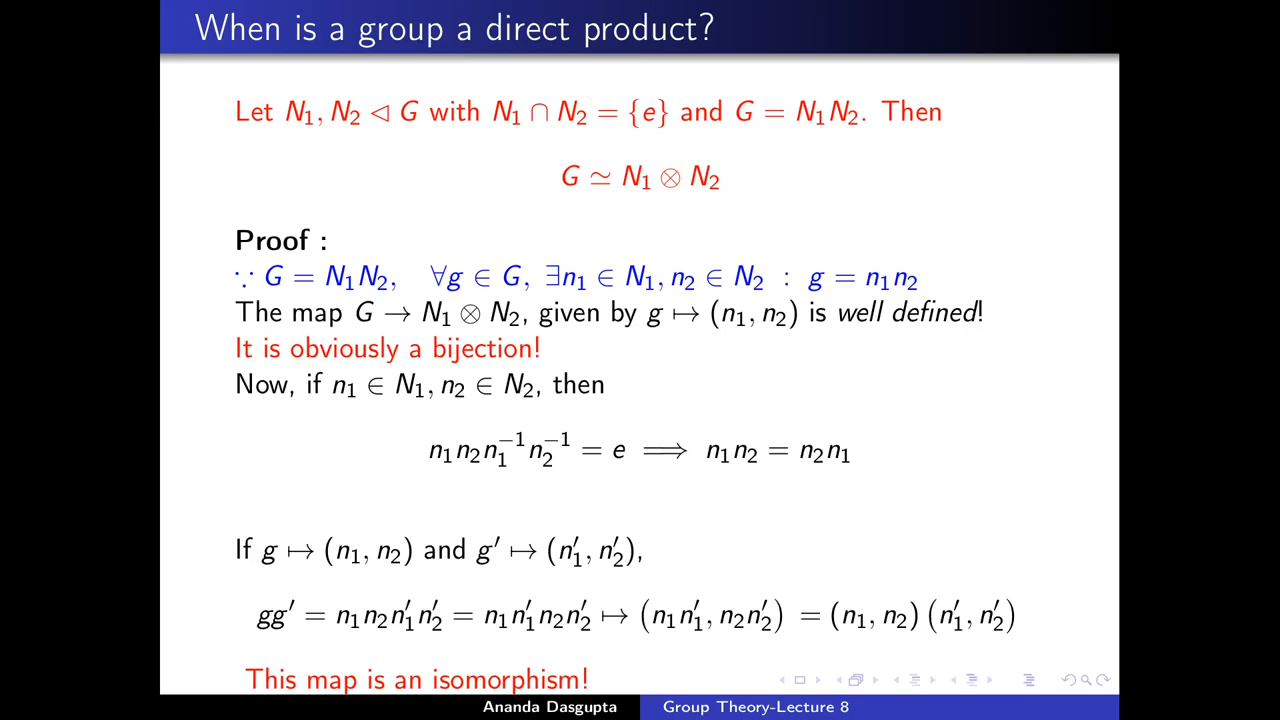 When is a group a direct product?
Let N₁, N₂ ◁ G with N₁ ∩ N₂ = {e} and G = N₁N₂. Then
G ≃ N₁ ⊗ N₂
Proof :
∵ G = N₁N₂, ∀g ∈ G, ∃n₁ ∈ N₁, n₂ ∈ N₂ : g = n₁n₂
The map G → N₁ ⊗ N₂, given by g ↦ (n₁, n₂) is well defined!
It is obviously a bijection!
Now, if n₁ ∈ N₁, n₂ ∈ N₂, then
n₁n₂n₁⁻¹n₂⁻¹ = e ⟹ n₁n₂ = n₂n₁
If g ↦ (n₁, n₂) and g′ ↦ (n′₁, n′₂),
gg′ = n₁n₂n′₁n′₂ = n₁n′₁n₂n′₂ ↦ (n₁n′₁, n₂n′₂) = (n₁, n₂) (n′₁, n′₂)
This map is an isomorphism!
Ananda Dasgupta Group Theory-Lecture 8